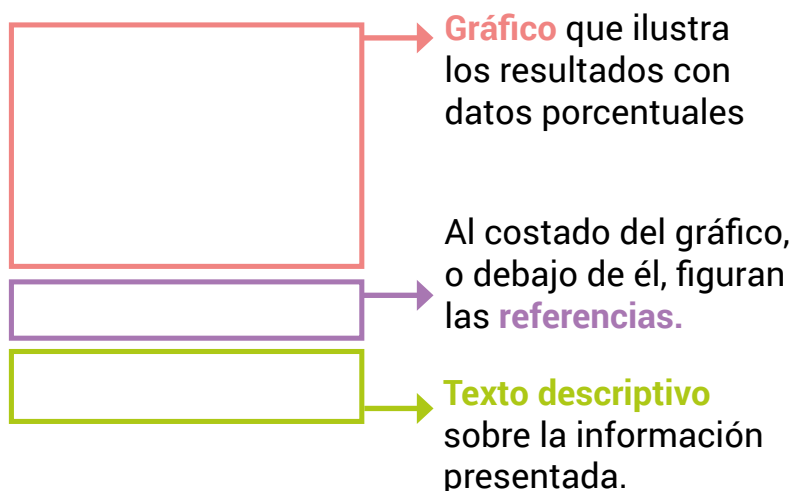 Gráfico que ilustra
los resultados con
datos porcentuales
Al costado del gráfico,
o debajo de él, figuran
las referencias.
Texto descriptivo
sobre la información
presentada.